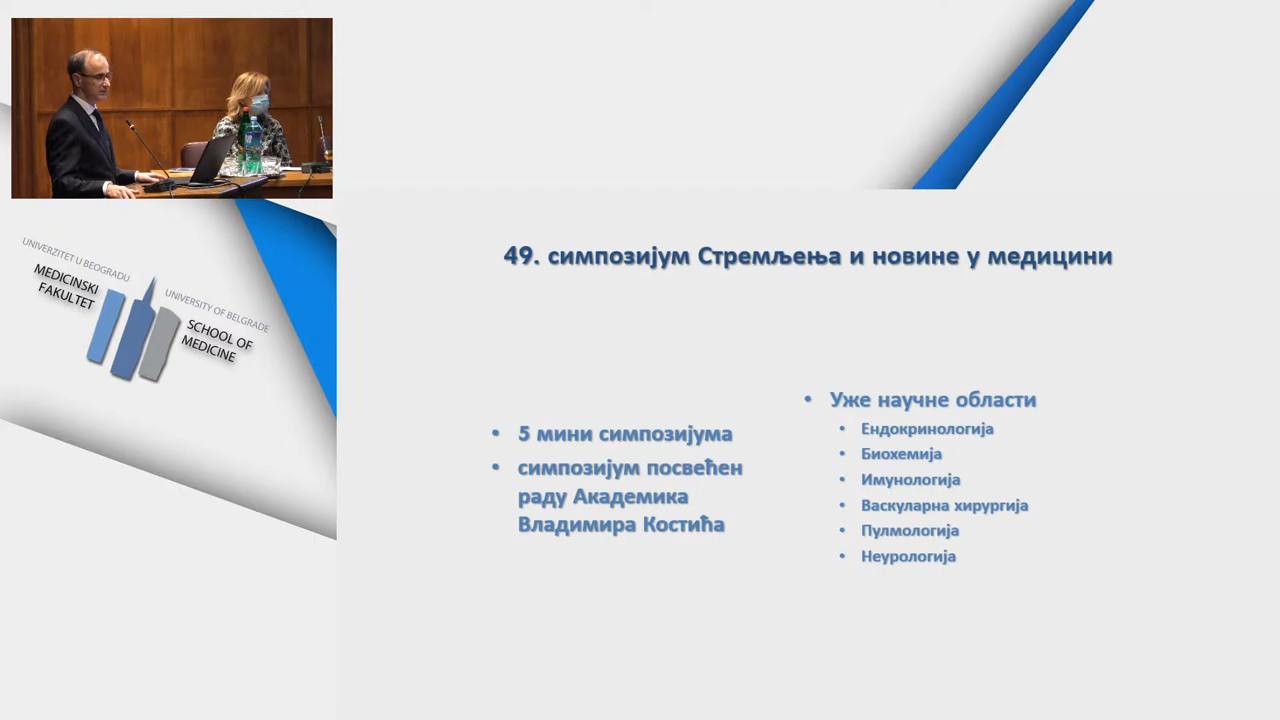 UNIVERZITET U BEOGRADU
MEDICINSKI
FAKULTET
UNIVERSITY OF BELGRADE
SCHOOL OF
MEDICINE
49. симпозијум Стремљења и новине у медицини
• 5 мини симпозијума
• симпозијум посвећен
раду Академика
Владимира Костића
• Уже научне области
• Ендокринологија
• Биохемија
• Имунологија
• Васкуларна хирургија
• Пулмологија
• Неурологија